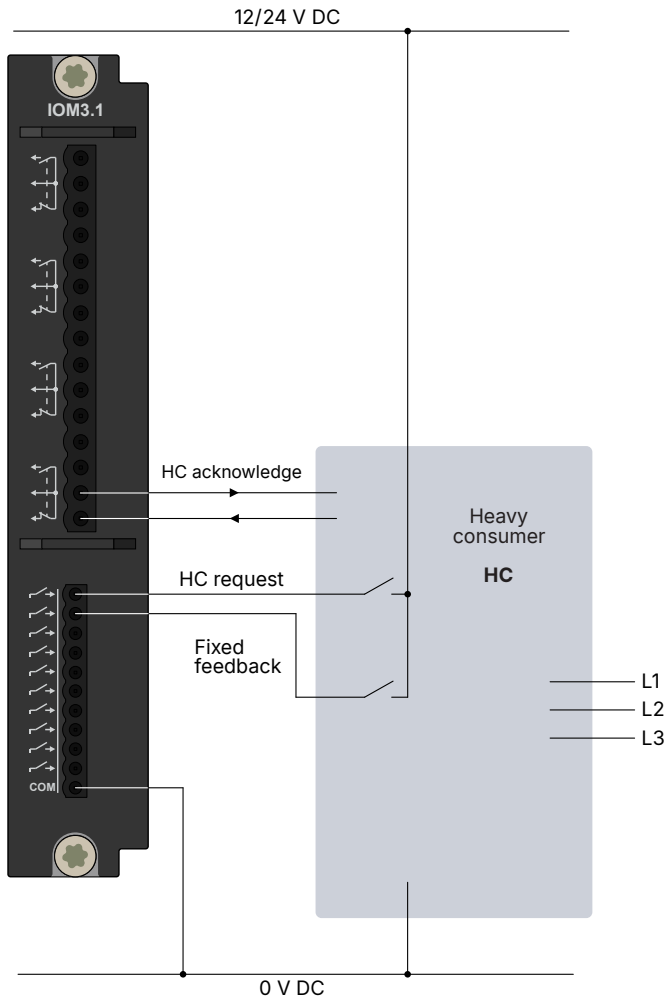 12/24 V DC
IOM3.1
HC acknowledge
Heavy
consumer
HC
HC request
Fixed
feedback
L1
L2
L3
COM
0 V DC